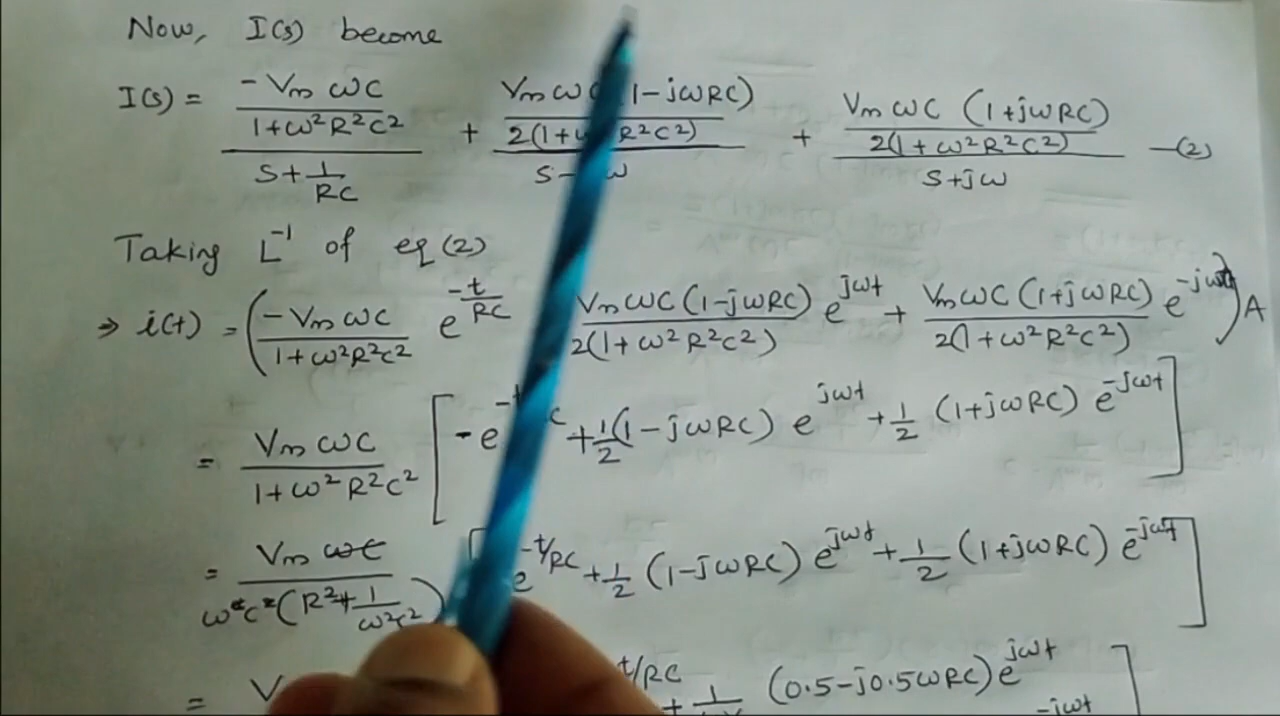 Now, I(s) become
I(s) = (-Vm ωC / (1+ω²R²C²)) / (s + 1/RC) + (Vm ω (1-jωRC) / (2(1+ R²C²))) / (s- ω) + (Vm ωC (1+jωRC) / (2(1+ω²R²C²))) / (s+jω) —(2)
Taking L⁻¹ of eq (2)
⇒ i(t) = ( -Vm ωC / (1+ω²R²C²) e^(-t/RC) Vm ωC (1-jωRC) / (2(1+ω²R²C²)) e^(jωt) + Vm ωC (1+jωRC) / (2(1+ω²R²C²)) e^(-jωt) ) A
= Vm ωC / (1+ω²R²C²) [ -e^(- C) + 1/2 (1-jωRC) e^(jωt) + 1/2 (1+jωRC) e^(-jωt) ]
= Vm ωC / (ω²C² (R² + 1/ω²C²)) [ e^(-t/RC) + 1/2 (1-jωRC) e^(jωt) + 1/2 (1+jωRC) e^(-jωt) ]
= V t/RC + (0.5-j0.5ωRC) e^(jωt)
-jωt ]